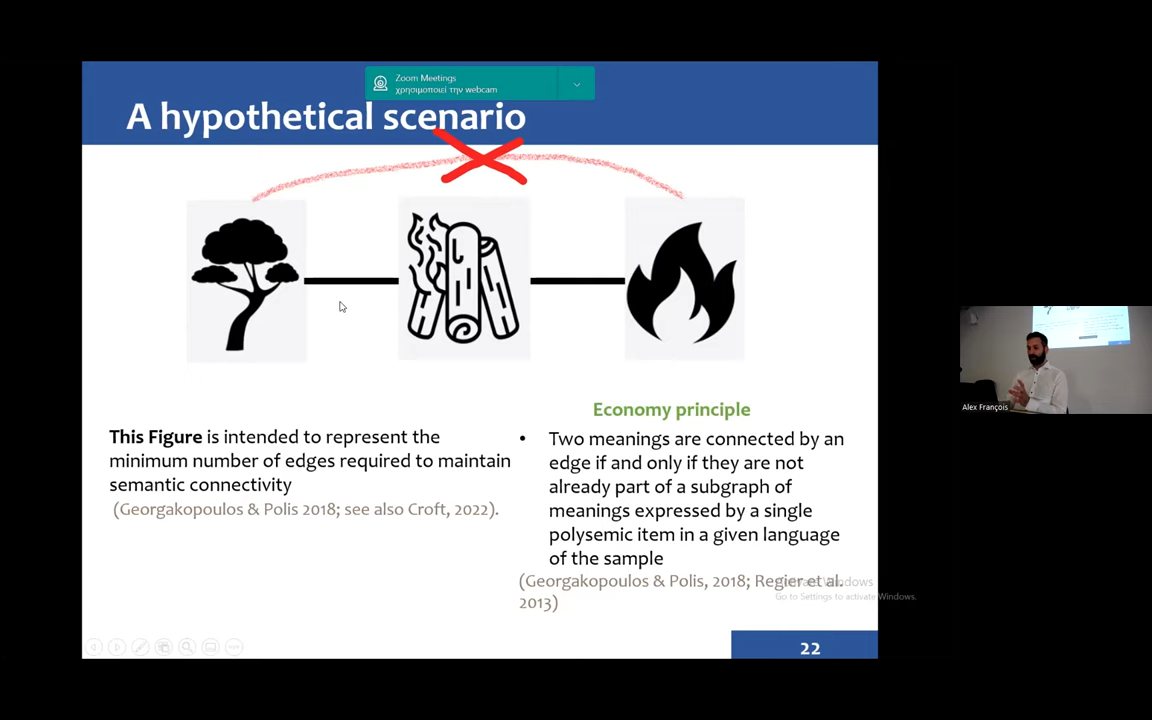 Zoom Meetings
χρησιμοποιεί την webcam
A hypothetical scenario
This Figure is intended to represent the
minimum number of edges required to maintain
semantic connectivity
(Georgakopoulos & Polis 2018; see also Croft, 2022).
Economy principle
• Two meanings are connected by an
edge if and only if they are not
already part of a subgraph of
meanings expressed by a single
polysemic item in a given language
of the sample
(Georgakopoulos & Polis, 2018; Regier et al.
2013)
Activate Windows
Go to Settings to activate Windows.
22
Alex François